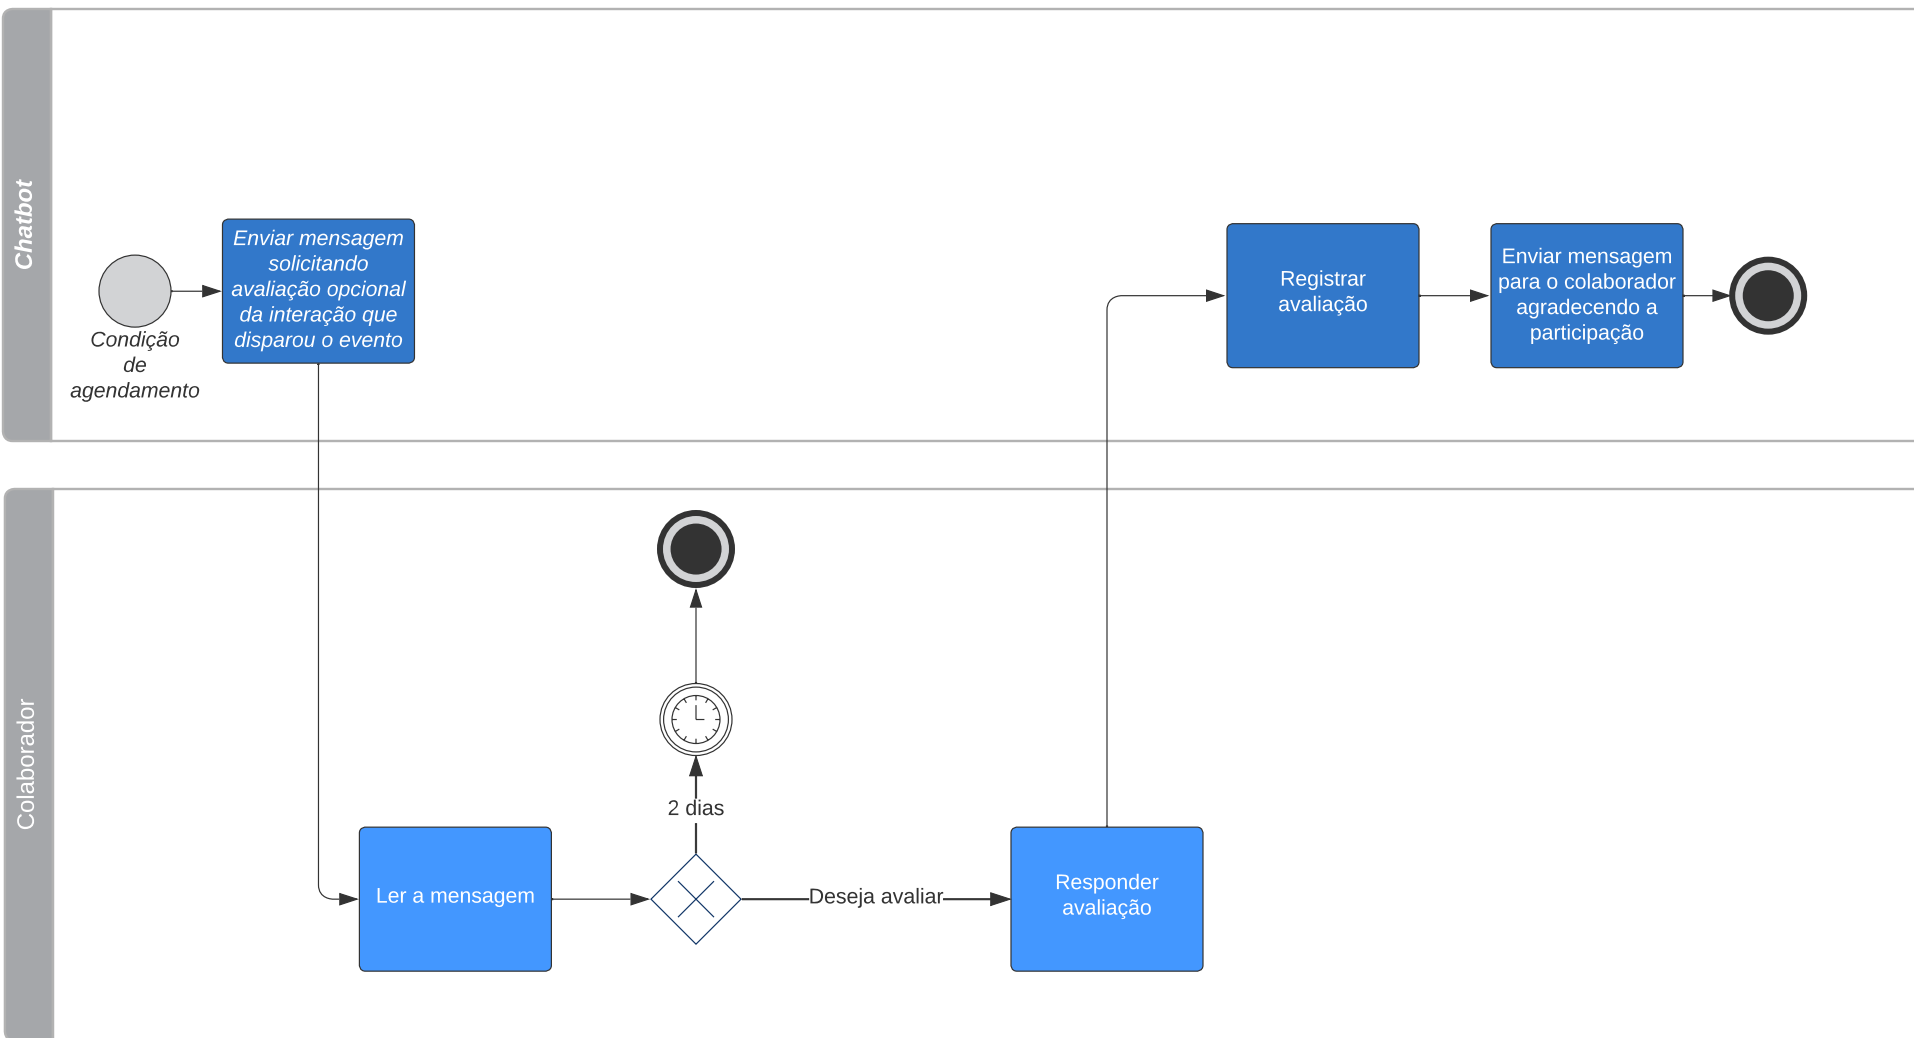 Chatbot
Condição
de
agendamento
Enviar mensagem
solicitando
avaliação opcional
da interação que
disparou o evento
Registrar
avaliação
Enviar mensagem
para o colaborador
agradecendo a
participação
Colaborador
Ler a mensagem
2 dias
Deseja avaliar
Responder
avaliação